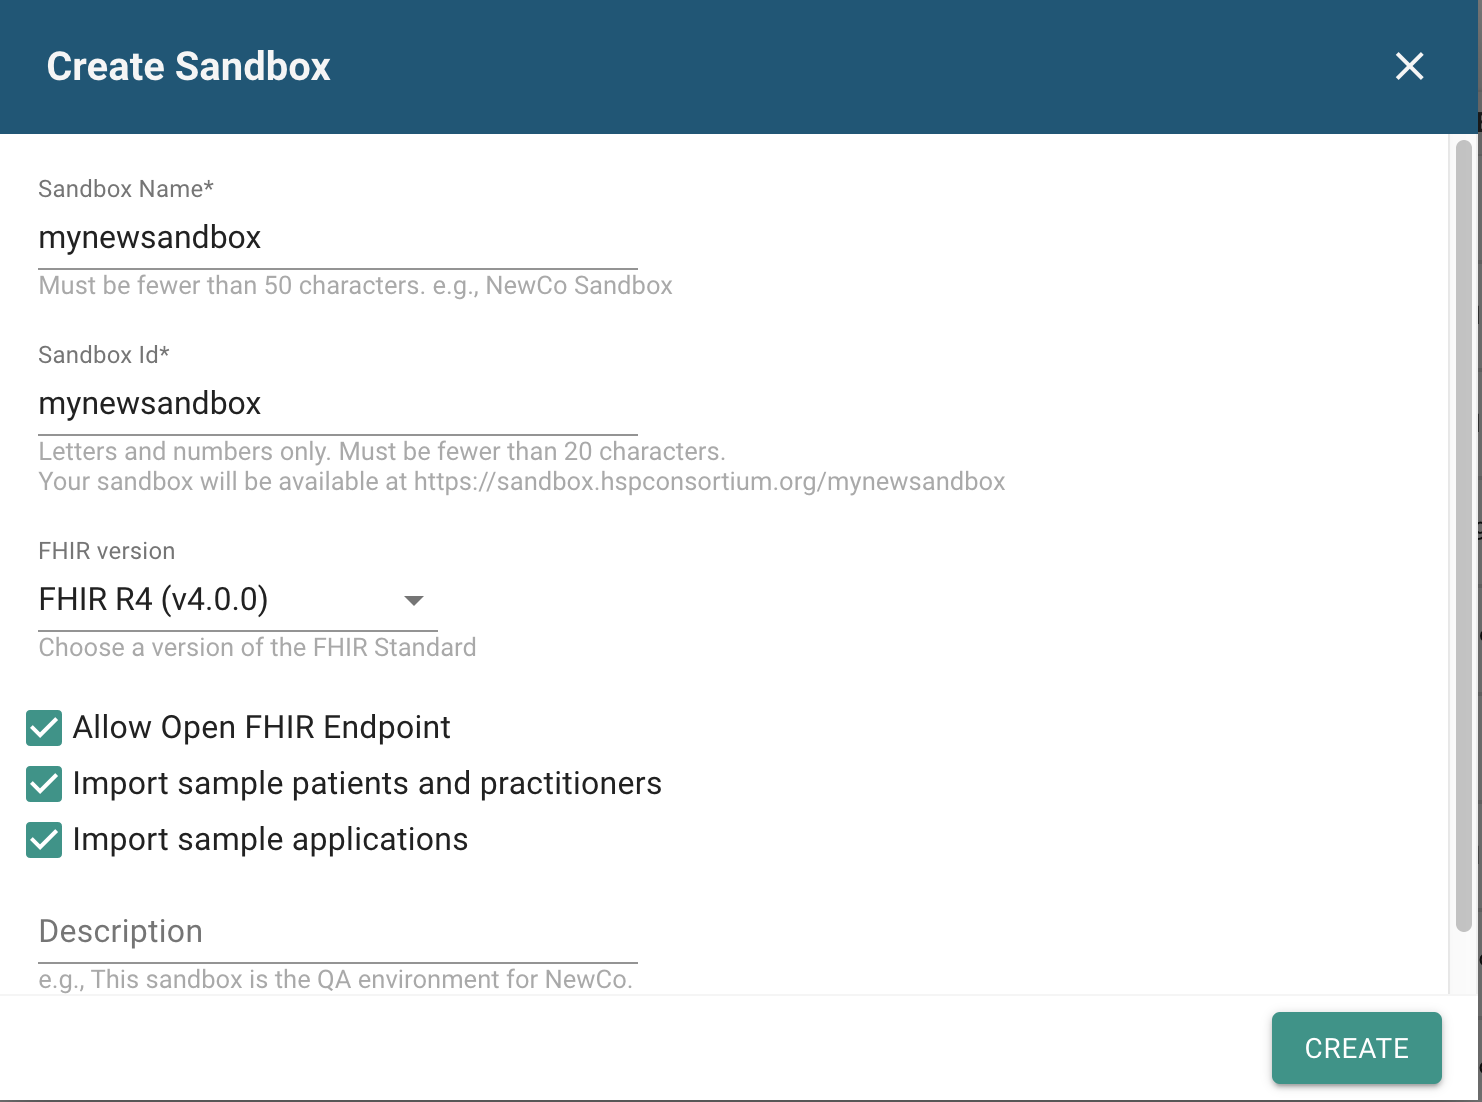 Create Sandbox
Sandbox Name*
mynewsandbox
Must be fewer than 50 characters. e.g., NewCo Sandbox
Sandbox Id*
mynewsandbox
Letters and numbers only. Must be fewer than 20 characters.
Your sandbox will be available at https://sandbox.hspconsortium.org/mynewsandbox
FHIR version
FHIR R4 (v4.0.0)
Choose a version of the FHIR Standard
Allow Open FHIR Endpoint
Import sample patients and practitioners
Import sample applications
Description
e.g., This sandbox is the QA environment for NewCo.
CREATE